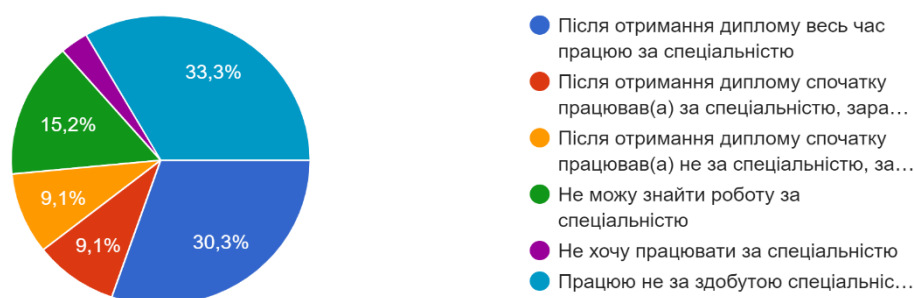 33,3%
15,2%
9,1%
9,1%
30,3%
Після отримання диплому весь час
працюю за спеціальністю
Після отримання диплому спочатку
працював(а) за спеціальністю, зара…
Після отримання диплому спочатку
працював(а) не за спеціальністю, за…
Не можу знайти роботу за
спеціальністю
Не хочу працювати за спеціальністю
Працюю не за здобутою спеціальніс…